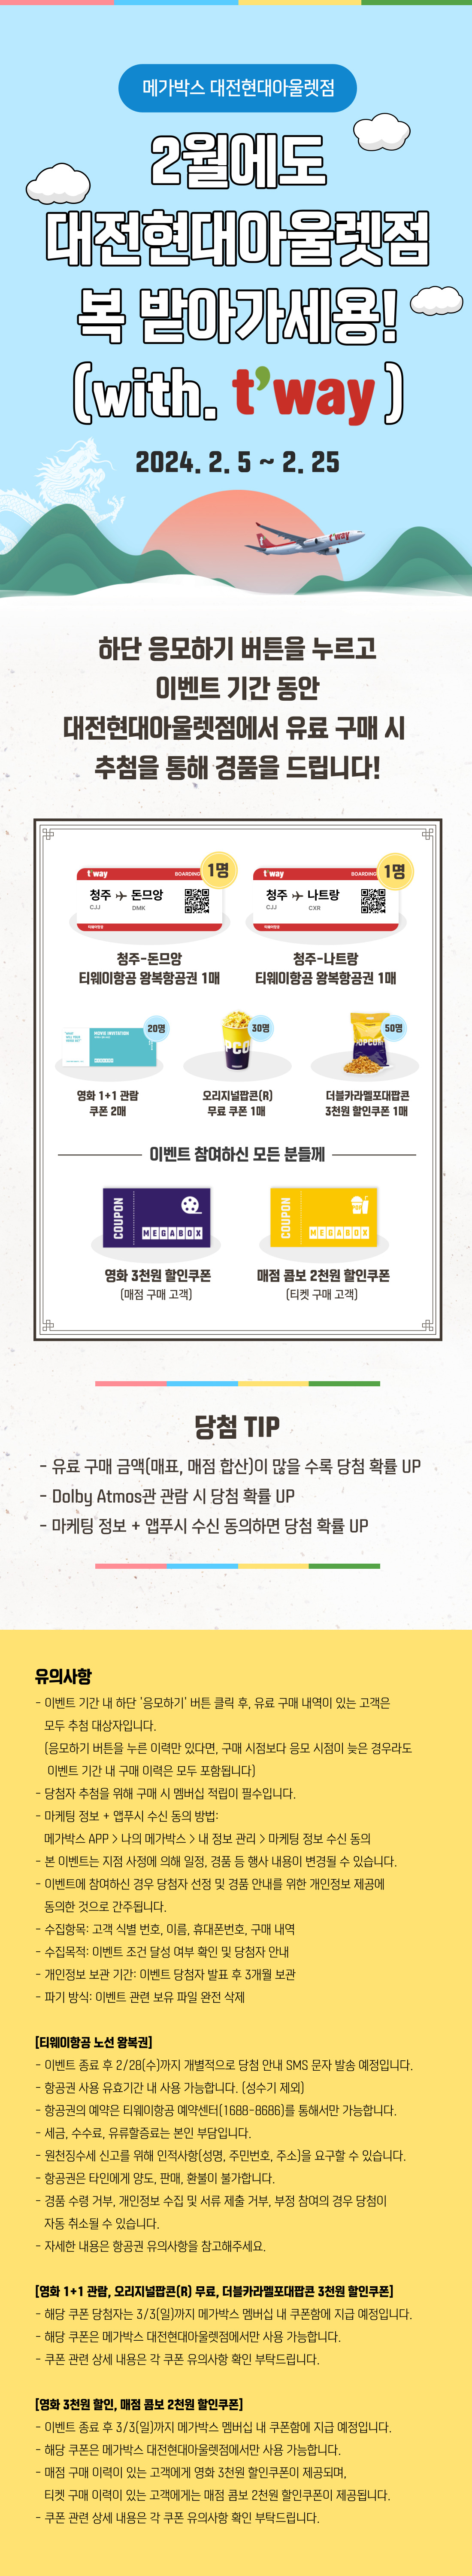 메가박스 대전현대아울렛점
2월에도
대전현대아울렛점
복 받아가세용!
(with. t'way)
2024. 2. 5 ~ 2. 25
t'way
하단 응모하기 버튼을 누르고
이벤트 기간 동안
대전현대아울렛점에서 유료 구매 시
추첨을 통해 경품을 드립니다!
t'way BOARDING 1명
청주 돈므앙
CJJ DMK
티웨이항공
청주-돈므앙
티웨이항공 왕복항공권 1매
t'way BOARDING 1명
청주 나트랑
CJJ CXR
티웨이항공
청주-나트랑
티웨이항공 왕복항공권 1매
MOVIE INVITATION
20명
영화 1+1 관람
쿠폰 2매
30명
오리지널팝콘(R)
무료 쿠폰 1매
POPCORN
50명
더블카라멜포대팝콘
3천원 할인쿠폰 1매
이벤트 참여하신 모든 분들께
COUPON
MEGABOX
영화 3천원 할인쿠폰
(매점 구매 고객)
COUPON
MEGABOX
매점 콤보 2천원 할인쿠폰
(티켓 구매 고객)
당첨 TIP
- 유료 구매 금액(매표, 매점 합산)이 많을 수록 당첨 확률 UP
- Dolby Atmos관 관람 시 당첨 확률 UP
- 마케팅 정보 + 앱푸시 수신 동의하면 당첨 확률 UP
유의사항
- 이벤트 기간 내 하단 '응모하기' 버튼 클릭 후, 유료 구매 내역이 있는 고객은
모두 추첨 대상자입니다.
(응모하기 버튼을 누른 이력만 있다면, 구매 시점보다 응모 시점이 늦은 경우라도
이벤트 기간 내 구매 이력은 모두 포함됩니다)
- 당첨자 추첨을 위해 구매 시 멤버십 적립이 필수입니다.
- 마케팅 정보 + 앱푸시 수신 동의 방법:
메가박스 APP > 나의 메가박스 > 내 정보 관리 > 마케팅 정보 수신 동의
- 본 이벤트는 지점 사정에 의해 일정, 경품 등 행사 내용이 변경될 수 있습니다.
- 이벤트에 참여하신 경우 당첨자 선정 및 경품 안내를 위한 개인정보 제공에
동의한 것으로 간주됩니다.
- 수집항목: 고객 식별 번호, 이름, 휴대폰번호, 구매 내역
- 수집목적: 이벤트 조건 달성 여부 확인 및 당첨자 안내
- 개인정보 보관 기간: 이벤트 당첨자 발표 후 3개월 보관
- 파기 방식: 이벤트 관련 보유 파일 완전 삭제
[티웨이항공 노선 왕복권]
- 이벤트 종료 후 2/28(수)까지 개별적으로 당첨 안내 SMS 문자 발송 예정입니다.
- 항공권 사용 유효기간 내 사용 가능합니다. (성수기 제외)
- 항공권의 예약은 티웨이항공 예약센터(1688-8686)를 통해서만 가능합니다.
- 세금, 수수료, 유류할증료는 본인 부담입니다.
- 원천징수세 신고를 위해 인적사항(성명, 주민번호, 주소)을 요구할 수 있습니다.
- 항공권은 타인에게 양도, 판매, 환불이 불가합니다.
- 경품 수령 거부, 개인정보 수집 및 서류 제출 거부, 부정 참여의 경우 당첨이
자동 취소될 수 있습니다.
- 자세한 내용은 항공권 유의사항을 참고해주세요.
[영화 1+1 관람, 오리지널팝콘(R) 무료, 더블카라멜포대팝콘 3천원 할인쿠폰]
- 해당 쿠폰 당첨자는 3/3(일)까지 메가박스 멤버십 내 쿠폰함에 지급 예정입니다.
- 해당 쿠폰은 메가박스 대전현대아울렛점에서만 사용 가능합니다.
- 쿠폰 관련 상세 내용은 각 쿠폰 유의사항 확인 부탁드립니다.
[영화 3천원 할인, 매점 콤보 2천원 할인쿠폰]
- 이벤트 종료 후 3/3(일)까지 메가박스 멤버십 내 쿠폰함에 지급 예정입니다.
- 해당 쿠폰은 메가박스 대전현대아울렛점에서만 사용 가능합니다.
- 매점 구매 이력이 있는 고객에게 영화 3천원 할인쿠폰이 제공되며,
티켓 구매 이력이 있는 고객에게는 매점 콤보 2천원 할인쿠폰이 제공됩니다.
- 쿠폰 관련 상세 내용은 각 쿠폰 유의사항 확인 부탁드립니다.